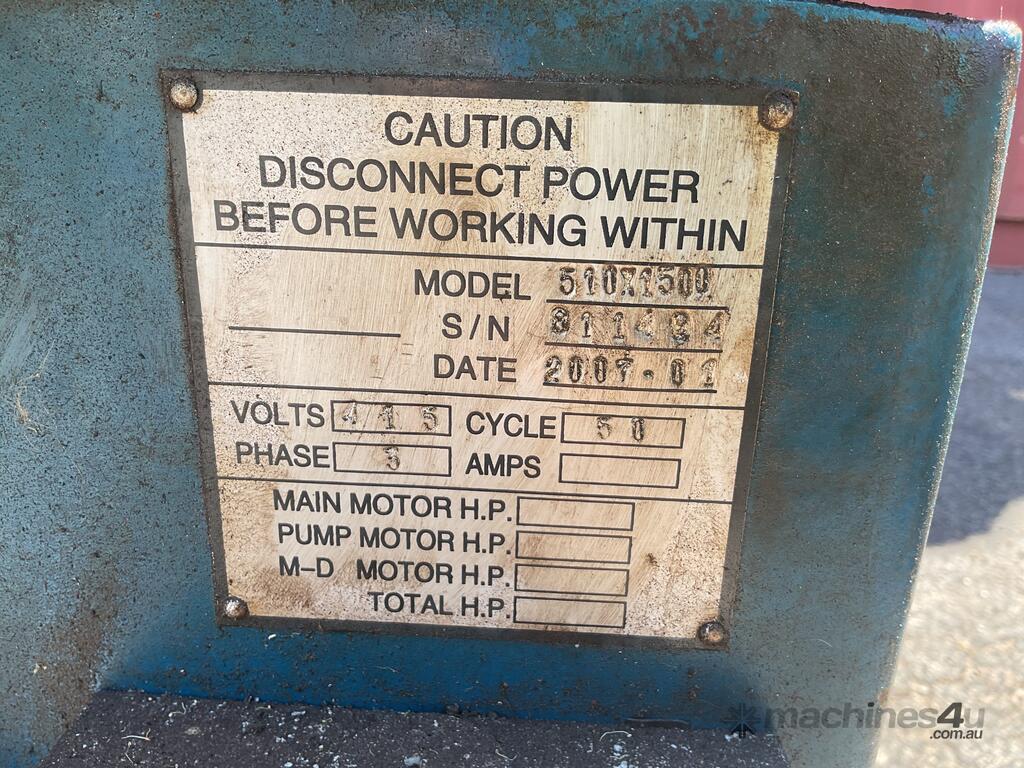 CAUTION
DISCONNECT POWER
BEFORE WORKING WITHIN
MODEL 510X1500
S/N 811494
DATE 2007.01
VOLTS 415 CYCLE 50
PHASE 3 AMPS
MAIN MOTOR H.P.
PUMP MOTOR H.P.
M-D MOTOR H.P.
TOTAL H.P.
machines4u
.com.au